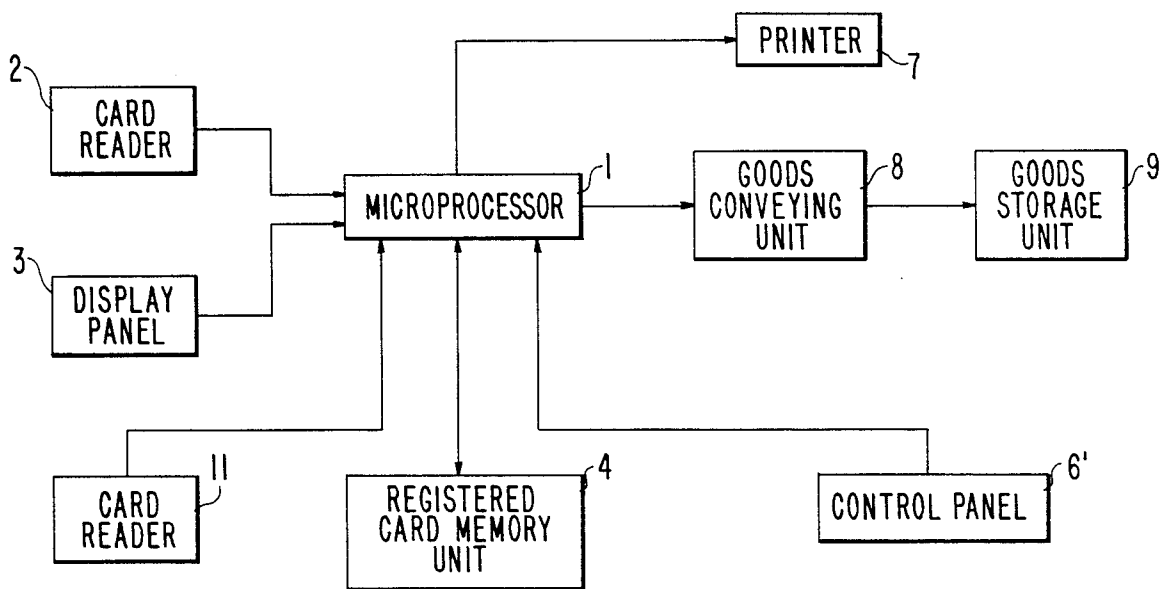 PRINTER
7
2
CARD
READER
1
MICROPROCESSOR
GOODS
CONVEYING
UNIT
8
GOODS
STORAGE
UNIT
9
3
DISPLAY
PANEL
11
CARD
READER
4
REGISTERED
CARD MEMORY
UNIT
6'
CONTROL PANEL